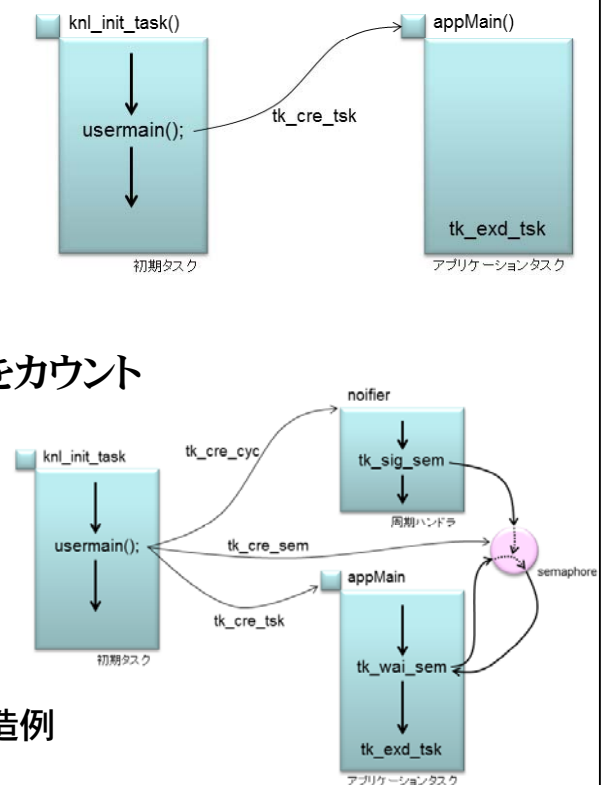 knl_init_task()
appMain()
usermain();
tk_cre_tsk
tk_exd_tsk
初期タスク
アプリケーションタスク
をカウント
noifier
knl_init_task
tk_cre_cyc
tk_sig_sem
周期ハンドラ
usermain();
tk_cre_sem
semaphore
appMain
tk_cre_tsk
初期タスク
tk_wai_sem
造例
tk_exd_tsk
アプリケーションタスク